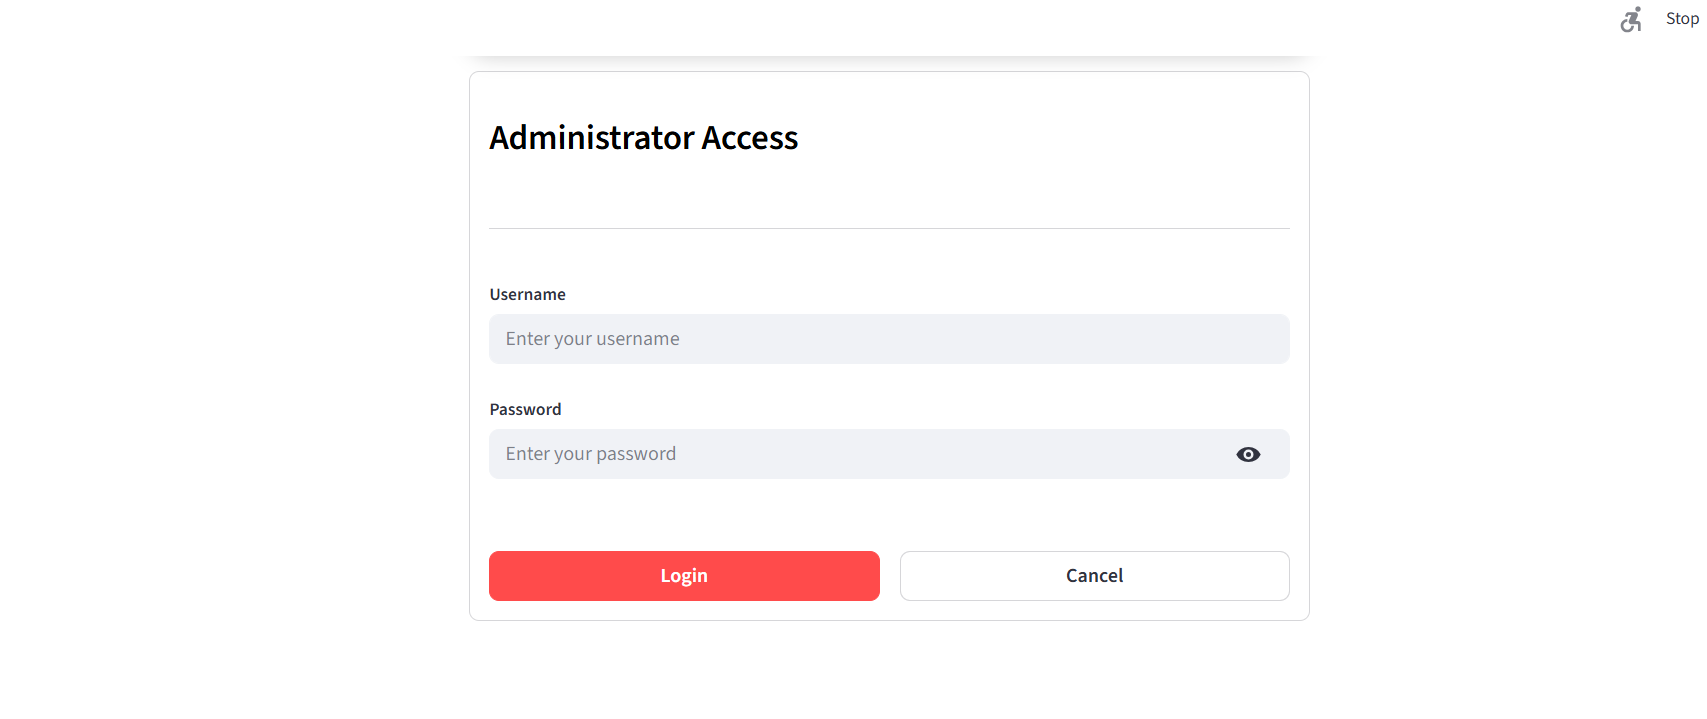 Stop
Administrator Access
Username
Enter your username
Password
Enter your password
Login
Cancel